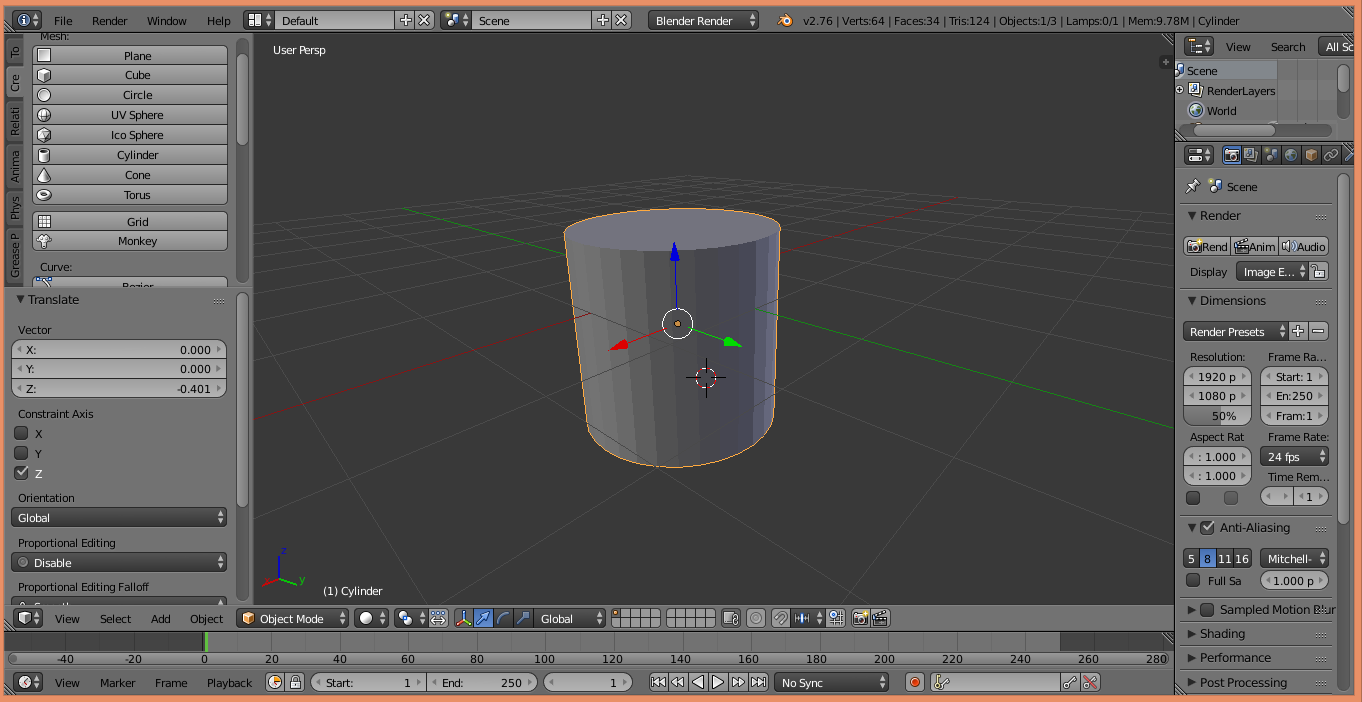 File Render Window Help Default Scene Blender Render v2.76 | Verts:64 | Faces:34 | Tris:124 | Objects:1/3 | Lamps:0/1 | Mem:9.78M | Cylinder
Mesh:
Plane
Cube
Circle
UV Sphere
Ico Sphere
Cylinder
Cone
Torus
Grid
Monkey
Curve:
To
Cre
Relati
Anima
Phys
Grease P
Translate
Vector
X: 0.000
Y: 0.000
Z: -0.401
Constraint Axis
X
Y
Z
Orientation
Global
Proportional Editing
Disable
Proportional Editing Falloff
User Persp
z
y
(1) Cylinder
View Select Add Object Object Mode Global
-40 -20 0 20 40 60 80 100 120 140 160 180 200 220 240 260 280
View Marker Frame Playback Start: 1 End: 250 1 No Sync
View Search All Sc
Scene
RenderLayers
World
Scene
Render
Rend Anim Audio
Display Image E...
Dimensions
Render Presets
Resolution: Frame Ra...
1920 p Start: 1
1080 p En:250
50% Fram:1
Aspect Rat Frame Rate:
: 1.000 24 fps
: 1.000 Time Rem...
1
Anti-Aliasing
5 8 11 16 Mitchell-
Full Sa 1.000 p
Sampled Motion Blur
Shading
Performance
Post Processing